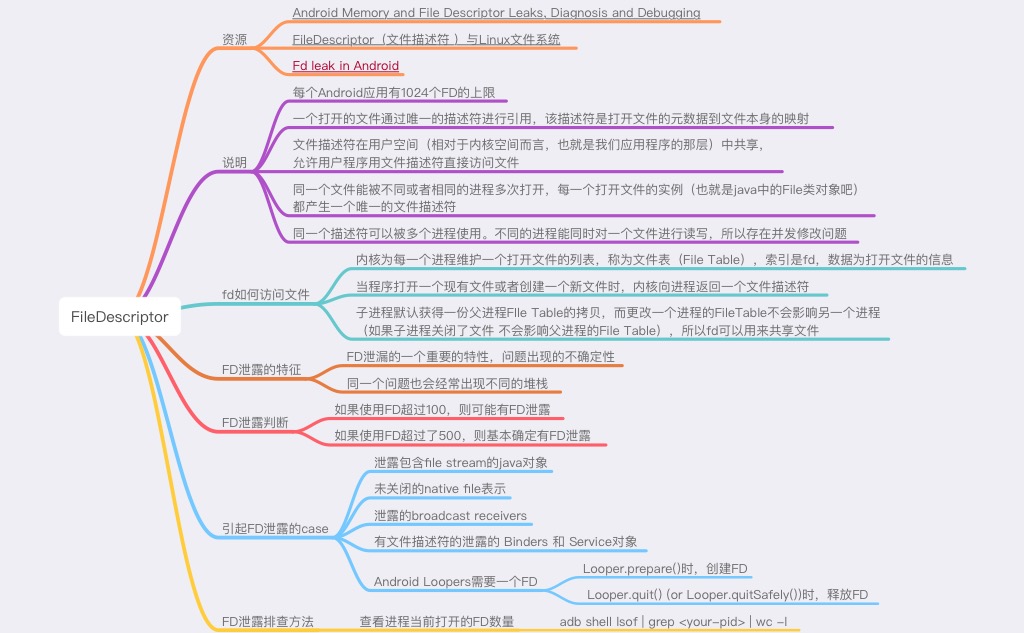 Android Memory and File Descriptor Leaks, Diagnosis and Debugging
资源
FileDescriptor（文件描述符 ）与Linux文件系统
Fd leak in Android
每个Android应用有1024个FD的上限
一个打开的文件通过唯一的描述符进行引用，该描述符是打开文件的元数据到文件本身的映射
说明
文件描述符在用户空间（相对于内核空间而言，也就是我们应用程序的那层）中共享，
允许用户程序用文件描述符直接访问文件
同一个文件能被不同或者相同的进程多次打开，每一个打开文件的实例（也就是java中的File类对象吧）
都产生一个唯一的文件描述符
同一个描述符可以被多个进程使用。不同的进程能同时对一个文件进行读写，所以存在并发修改问题
内核为每一个进程维护一个打开文件的列表，称为文件表（File Table），索引是fd，数据为打开文件的信息
fd如何访问文件
当程序打开一个现有文件或者创建一个新文件时，内核向进程返回一个文件描述符
子进程默认获得一份父进程FIle Table的拷贝，而更改一个进程的FileTable不会影响另一个进程
（如果子进程关闭了文件 不会影响父进程的File Table），所以fd可以用来共享文件
FileDescriptor
FD泄漏的一个重要的特性，问题出现的不确定性
FD泄露的特征
同一个问题也会经常出现不同的堆栈
如果使用FD超过100，则可能有FD泄露
FD泄露判断
如果使用FD超过了500，则基本确定有FD泄露
泄露包含file stream的java对象
未关闭的native file表示
泄露的broadcast receivers
引起FD泄露的case
有文件描述符的泄露的 Binders 和 Service对象
Android Loopers需要一个FD
Looper.prepare()时，创建FD
Looper.quit() (or Looper.quitSafely())时，释放FD
FD泄露排查方法
查看进程当前打开的FD数量
adb shell lsof | grep <your-pid> | wc -l